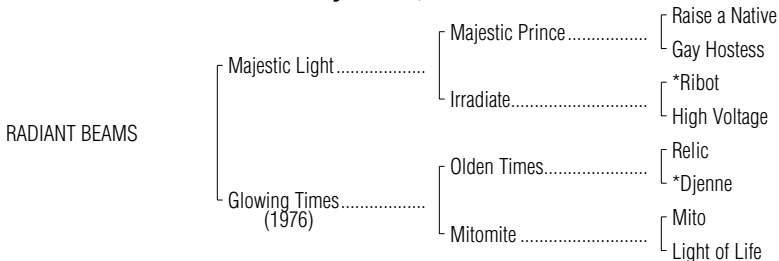 Raise a Native
Majestic Prince.................
Gay Hostess
Majestic Light...................
*Ribot
Irradiate.............................
High Voltage
RADIANT BEAMS
Relic
Olden Times......................
*Djenne
Glowing Times..................
(1976)
Mito
Mitomite ...........................
Light of Life